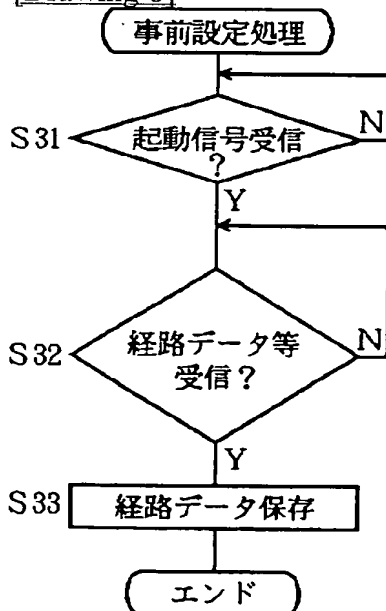 事前設定処理
S31
起動信号受信
?
N
Y
S32
経路データ等
受信?
N
Y
S33
経路データ保存
エンド